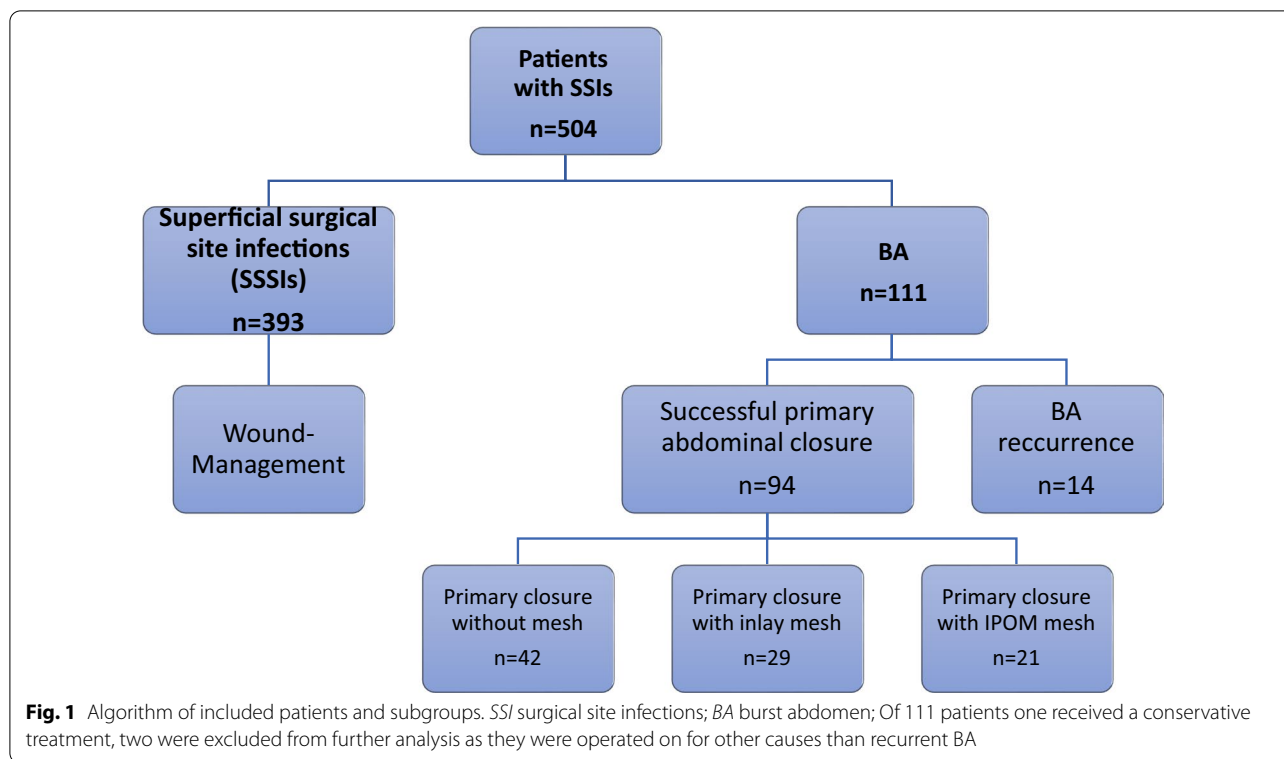 Patients
with SSIs
n=504
Superficial surgical
site infections
(SSSIs)
n=393
BA
n=111
Wound-
Management
Successful primary
abdominal closure
n=94
BA
reccurrence
n=14
Primary closure
without mesh
n=42
Primary closure
with inlay mesh
n=29
Primary closure
with IPOM mesh
n=21
Fig. 1 Algorithm of included patients and subgroups. SSI surgical site infections; BA burst abdomen; Of 111 patients one received a conservative
treatment, two were excluded from further analysis as they were operated on for other causes than recurrent BA